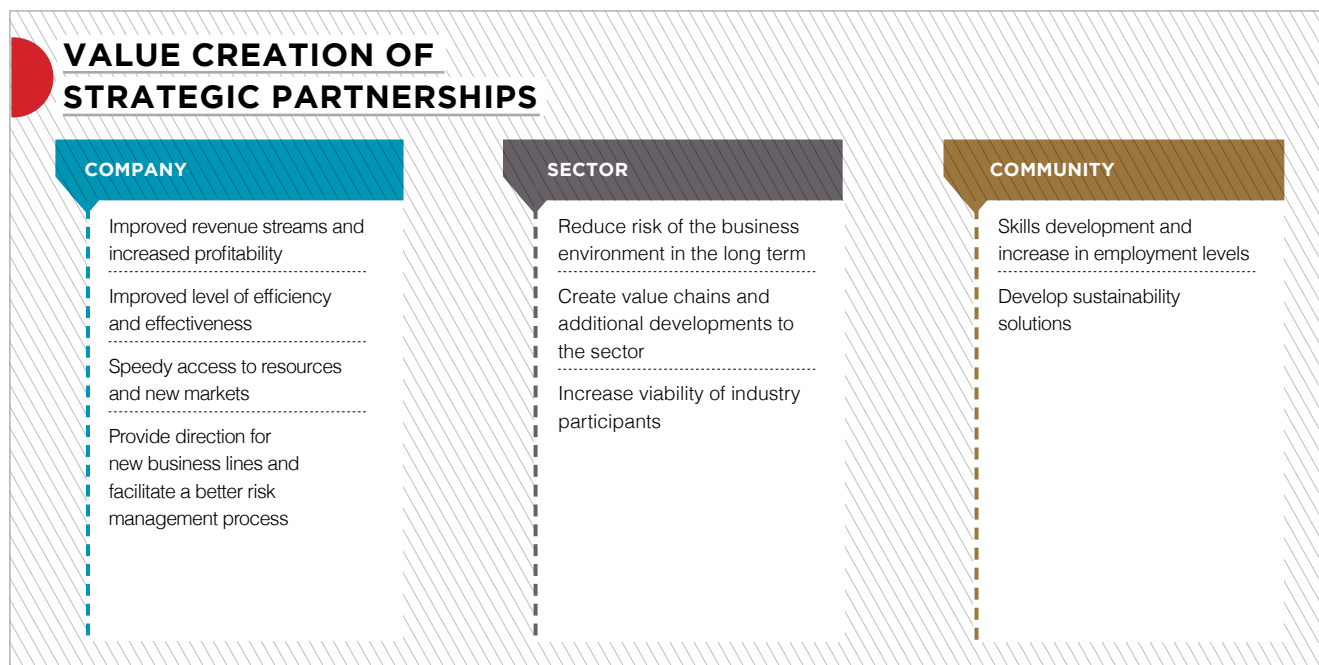 VALUE CREATION OF
STRATEGIC PARTNERSHIPS
COMPANY
Improved revenue streams and
increased profitability
Improved level of efficiency
and effectiveness
Speedy access to resources
and new markets
Provide direction for
new business lines and
facilitate a better risk
management process
SECTOR
Reduce risk of the business
environment in the long term
Create value chains and
additional developments to
the sector
Increase viability of industry
participants
COMMUNITY
Skills development and
increase in employment levels
Develop sustainability
solutions